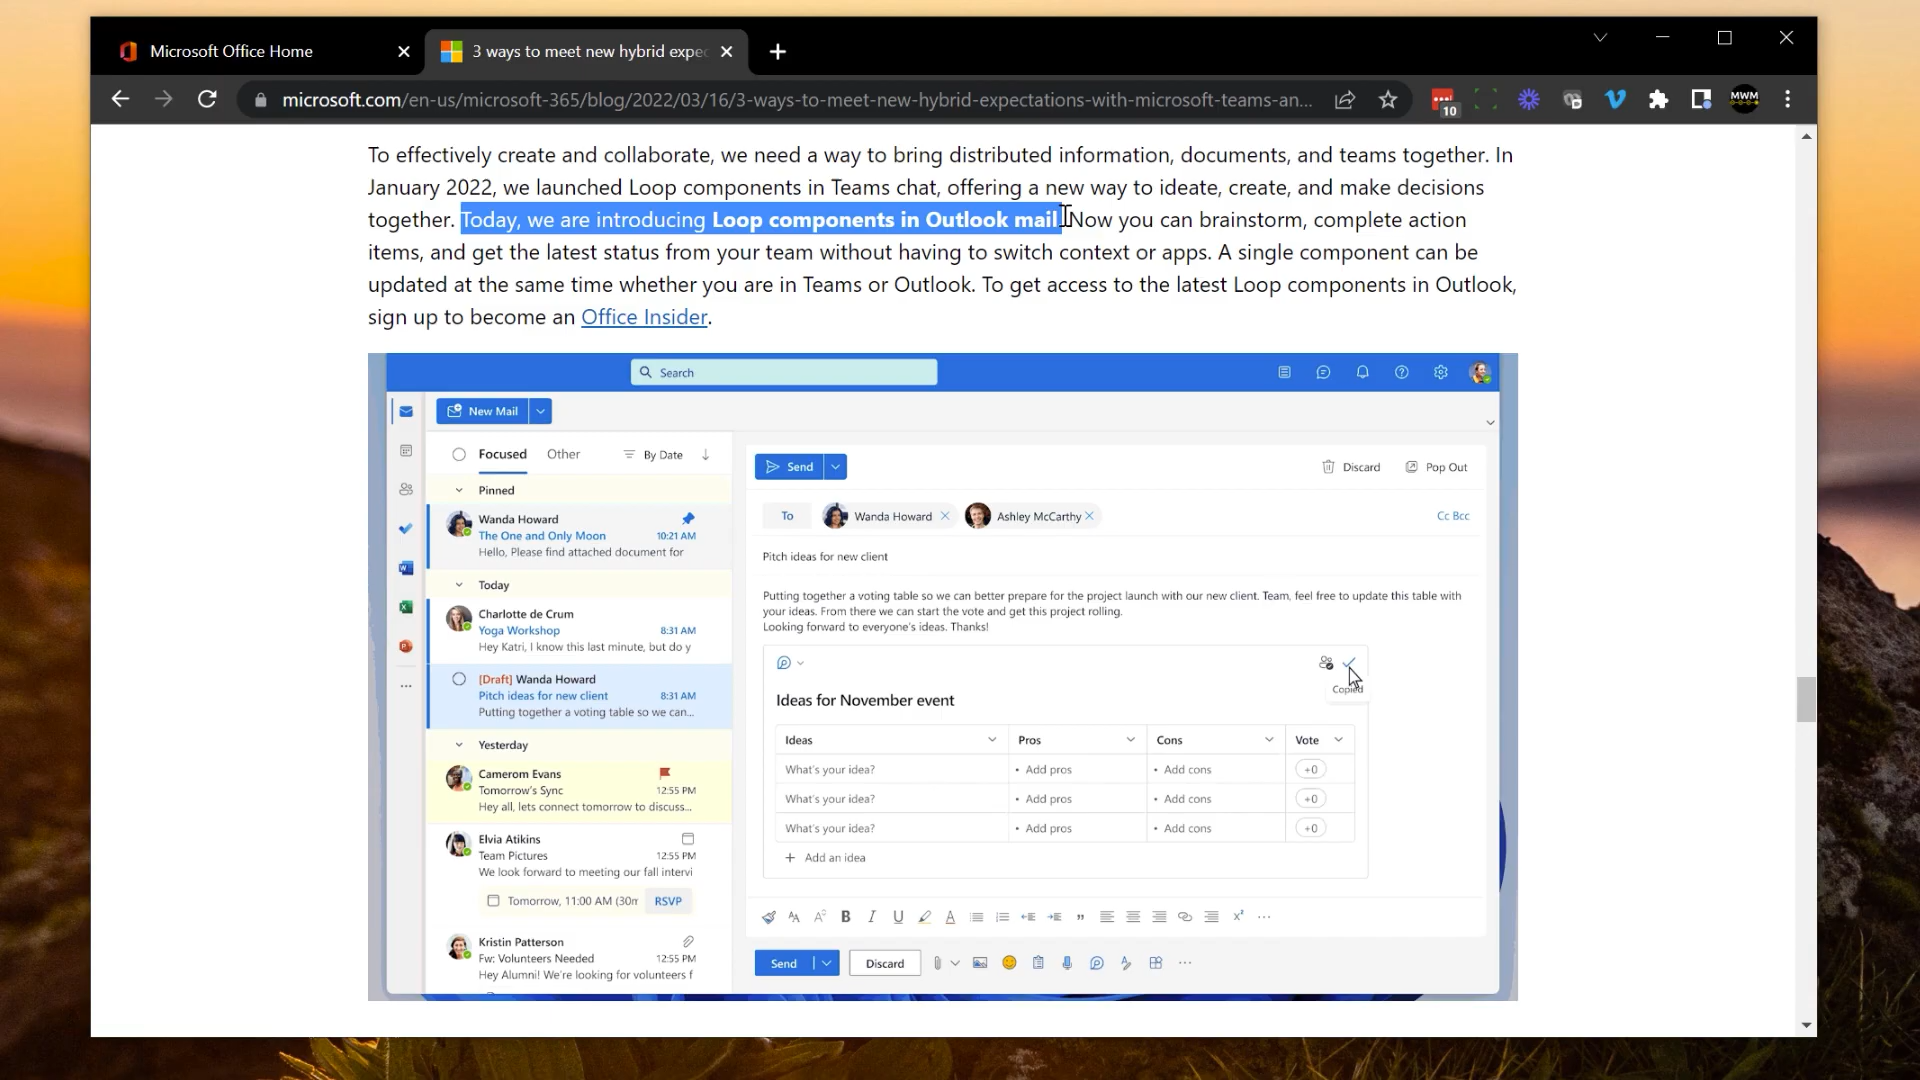 Microsoft Office Home
3 ways to meet new hybrid expec
microsoft.com/en-us/microsoft-365/blog/2022/03/16/3-ways-to-meet-new-hybrid-expectations-with-microsoft-teams-an...
10
MWM
To effectively create and collaborate, we need a way to bring distributed information, documents, and teams together. In
January 2022, we launched Loop components in Teams chat, offering a new way to ideate, create, and make decisions
together. Today, we are introducing Loop components in Outlook mail. Now you can brainstorm, complete action
items, and get the latest status from your team without having to switch context or apps. A single component can be
updated at the same time whether you are in Teams or Outlook. To get access to the latest Loop components in Outlook,
sign up to become an Office Insider.
Search
New Mail
Focused Other By Date
Pinned
Wanda Howard
The One and Only Moon 10:21 AM
Hello, Please find attached document for
Today
Charlotte de Crum
Yoga Workshop 8:31 AM
Hey Katri, I know this last minute, but do y
[Draft] Wanda Howard
Pitch ideas for new client 8:31 AM
Putting together a voting table so we can...
Yesterday
Camerom Evans
Tomorrow's Sync 12:55 PM
Hey all, lets connect tomorrow to discuss...
Elvia Atikins
Team Pictures 12:55 PM
We look forward to meeting our fall intervi
Tomorrow, 11:00 AM (30m RSVP
Kristin Patterson
Fw: Volunteers Needed 12:55 PM
Hey Alumni! We're looking for volunteers f
Send Discard Pop Out
To Wanda Howard Ashley McCarthy Cc Bcc
Pitch ideas for new client
Putting together a voting table so we can better prepare for the project launch with our new client. Team, feel free to update this table with
your ideas. From there we can start the vote and get this project rolling.
Looking forward to everyone's ideas. Thanks!
Copied
Ideas for November event
Ideas Pros Cons Vote
What's your idea? • Add pros • Add cons +0
What's your idea? • Add pros • Add cons +0
What's your idea? • Add pros • Add cons +0
+ Add an idea
Send Discard